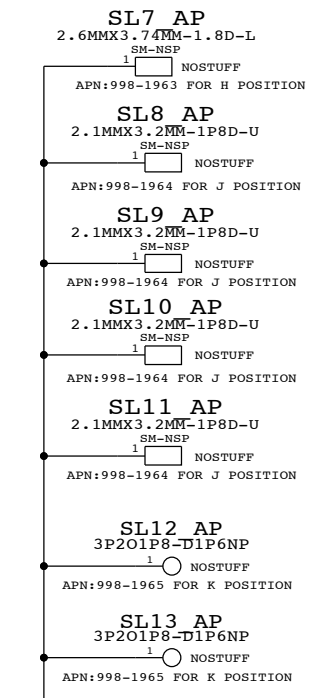 SL7_AP
2.6MMX3.74MM-1.8D-L
SM-NSP
1
NOSTUFF
APN:998-1963 FOR H POSITION
SL8_AP
2.1MMX3.2MM-1P8D-U
SM-NSP
1
NOSTUFF
APN:998-1964 FOR J POSITION
SL9_AP
2.1MMX3.2MM-1P8D-U
SM-NSP
1
NOSTUFF
APN:998-1964 FOR J POSITION
SL10_AP
2.1MMX3.2MM-1P8D-U
SM-NSP
1
NOSTUFF
APN:998-1964 FOR J POSITION
SL11_AP
2.1MMX3.2MM-1P8D-U
SM-NSP
1
NOSTUFF
APN:998-1964 FOR J POSITION
SL12_AP
3P2O1P8-D1P6NP
1
NOSTUFF
APN:998-1965 FOR K POSITION
SL13_AP
3P2O1P8-D1P6NP
1
NOSTUFF
APN:998-1965 FOR K POSITION